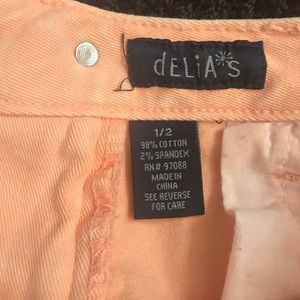 dELiA*S
1/2
98% COTTON
2% SPANDEX
RN# 97088
MADE IN
CHINA
SEE REVERSE
FOR CARE